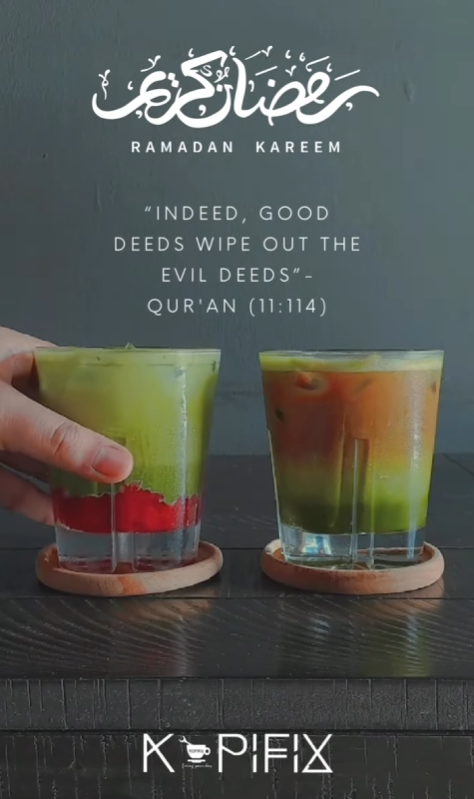 رمضان كريم
RAMADAN KAREEM
“INDEED, GOOD
DEEDS WIPE OUT THE
EVIL DEEDS”-
QUR'AN (11:114)
KOPIFIX